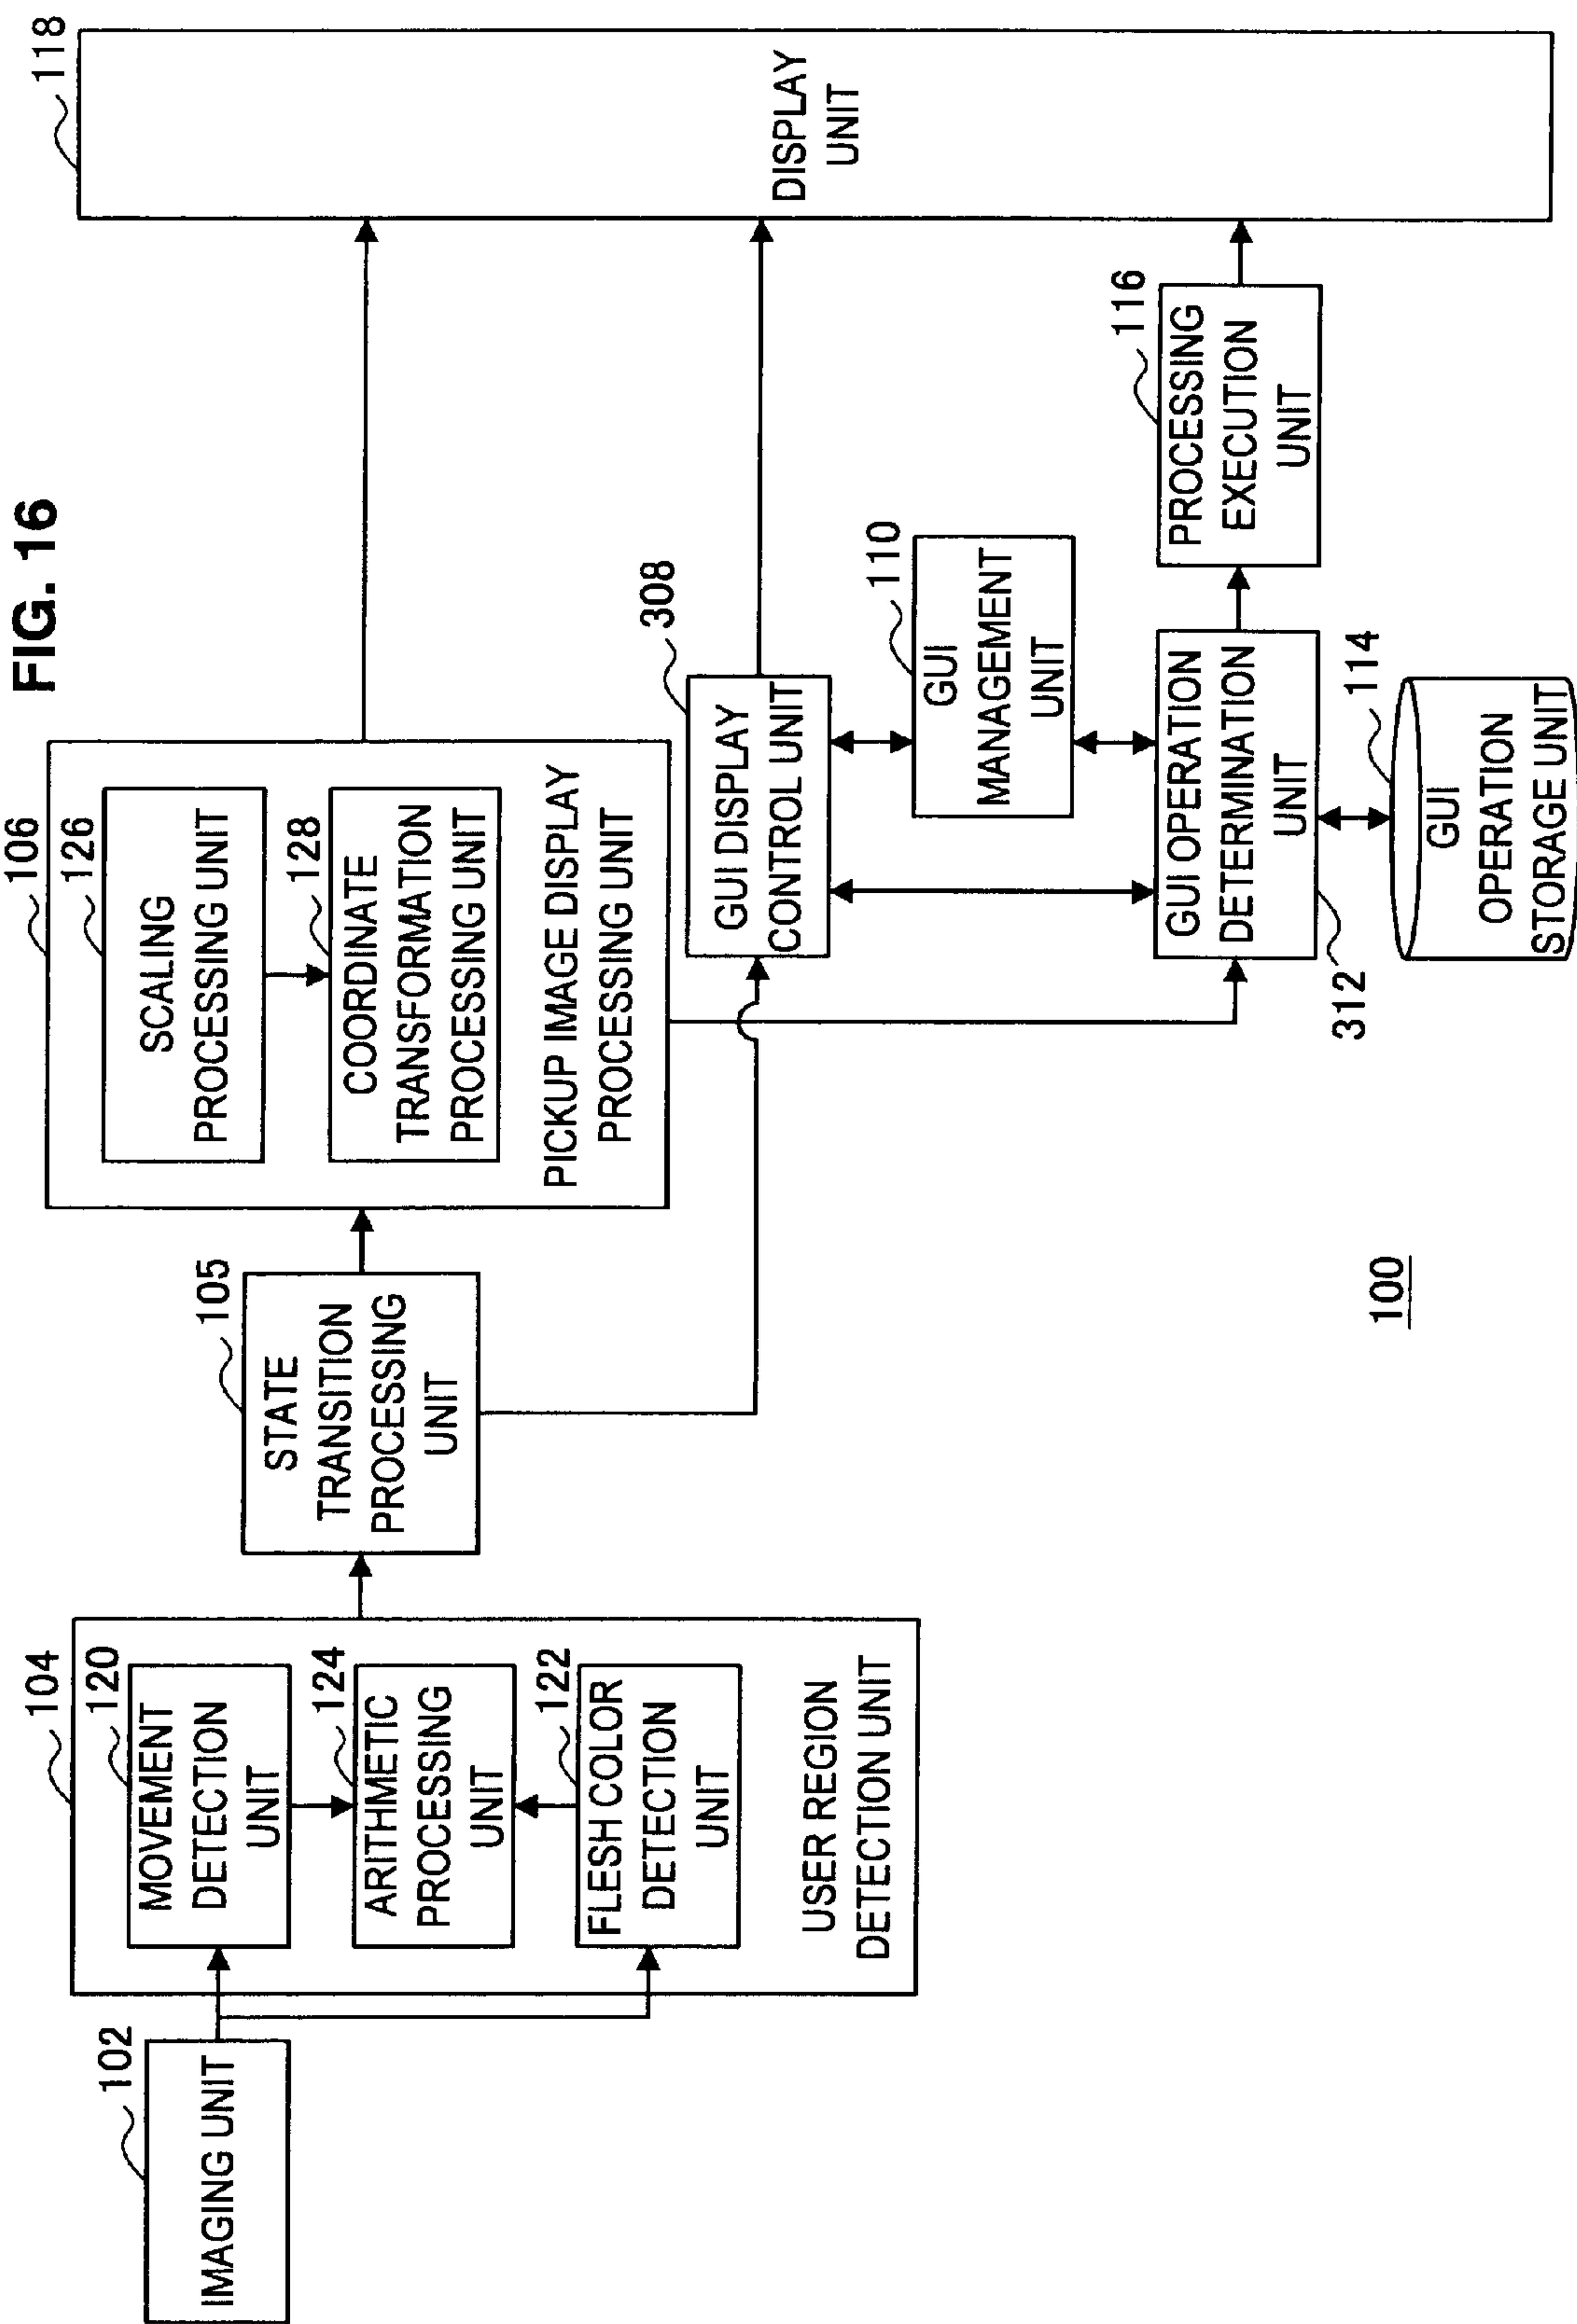 FIG. 16
102
IMAGING UNIT
104
120
MOVEMENT
DETECTION
UNIT
124
ARITHMETIC
PROCESSING
UNIT
122
FLESH COLOR
DETECTION
UNIT
USER REGION
DETECTION UNIT
105
STATE
TRANSITION
PROCESSING
UNIT
106
126
SCALING
PROCESSING UNIT
128
COORDINATE
TRANSFORMATION
PROCESSING UNIT
PICKUP IMAGE DISPLAY
PROCESSING UNIT
308
GUI DISPLAY
CONTROL UNIT
110
GUI
MANAGEMENT
UNIT
312
GUI OPERATION
DETERMINATION
UNIT
114
GUI
OPERATION
STORAGE UNIT
116
PROCESSING
EXECUTION
UNIT
118
DISPLAY
UNIT
100